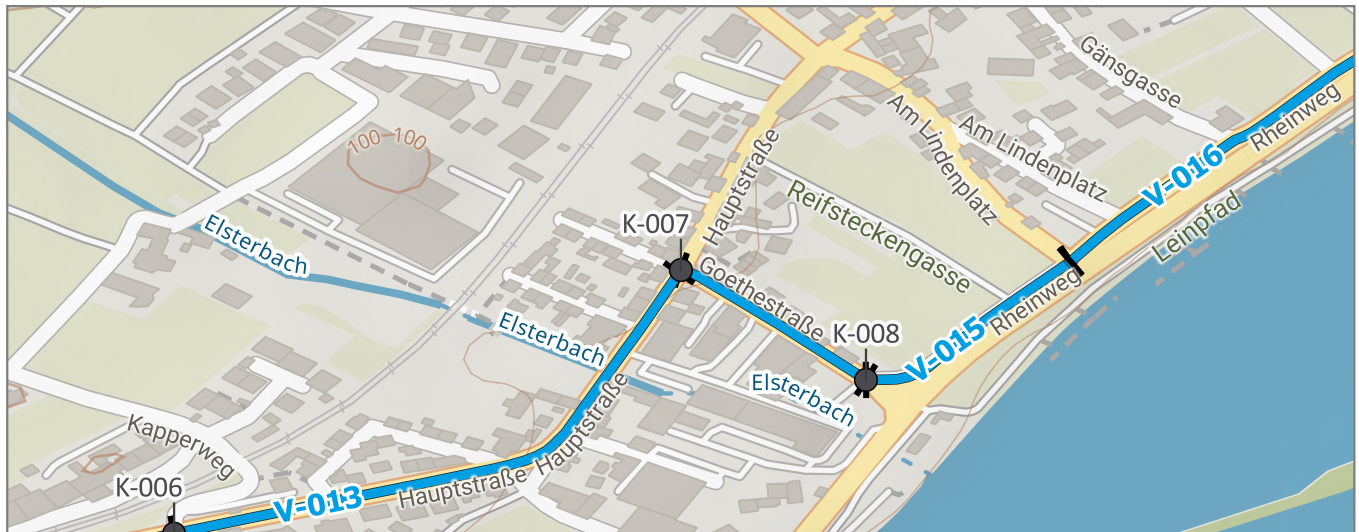 Gänsgasse
Am Lindenplatz
Am Lindenplatz
Rheinweg
V-016
100 100
Hauptstraße
Reifsteckengasse
Leinpfad
K-007
Elsterbach
Goethestraße
Rheinweg
K-008
V-015
Elsterbach
Elsterbach
Hauptstraße
Kapperweg
K-006
V-013
Hauptstraße